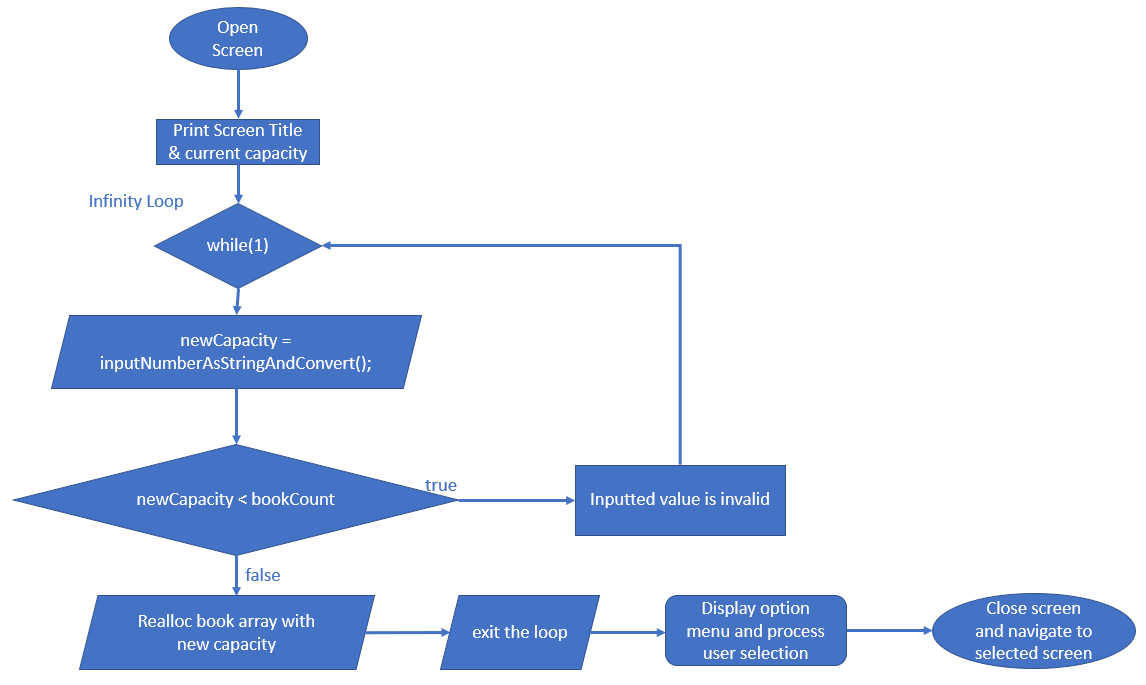 Open
Screen
Print Screen Title
& current capacity
Infinity Loop
while(1)
newCapacity =
inputNumberAsStringAndConvert();
newCapacity < bookCount
true
Inputted value is invalid
false
Realloc book array with
new capacity
exit the loop
Display option
menu and process
user selection
Close screen
and navigate to
selected screen